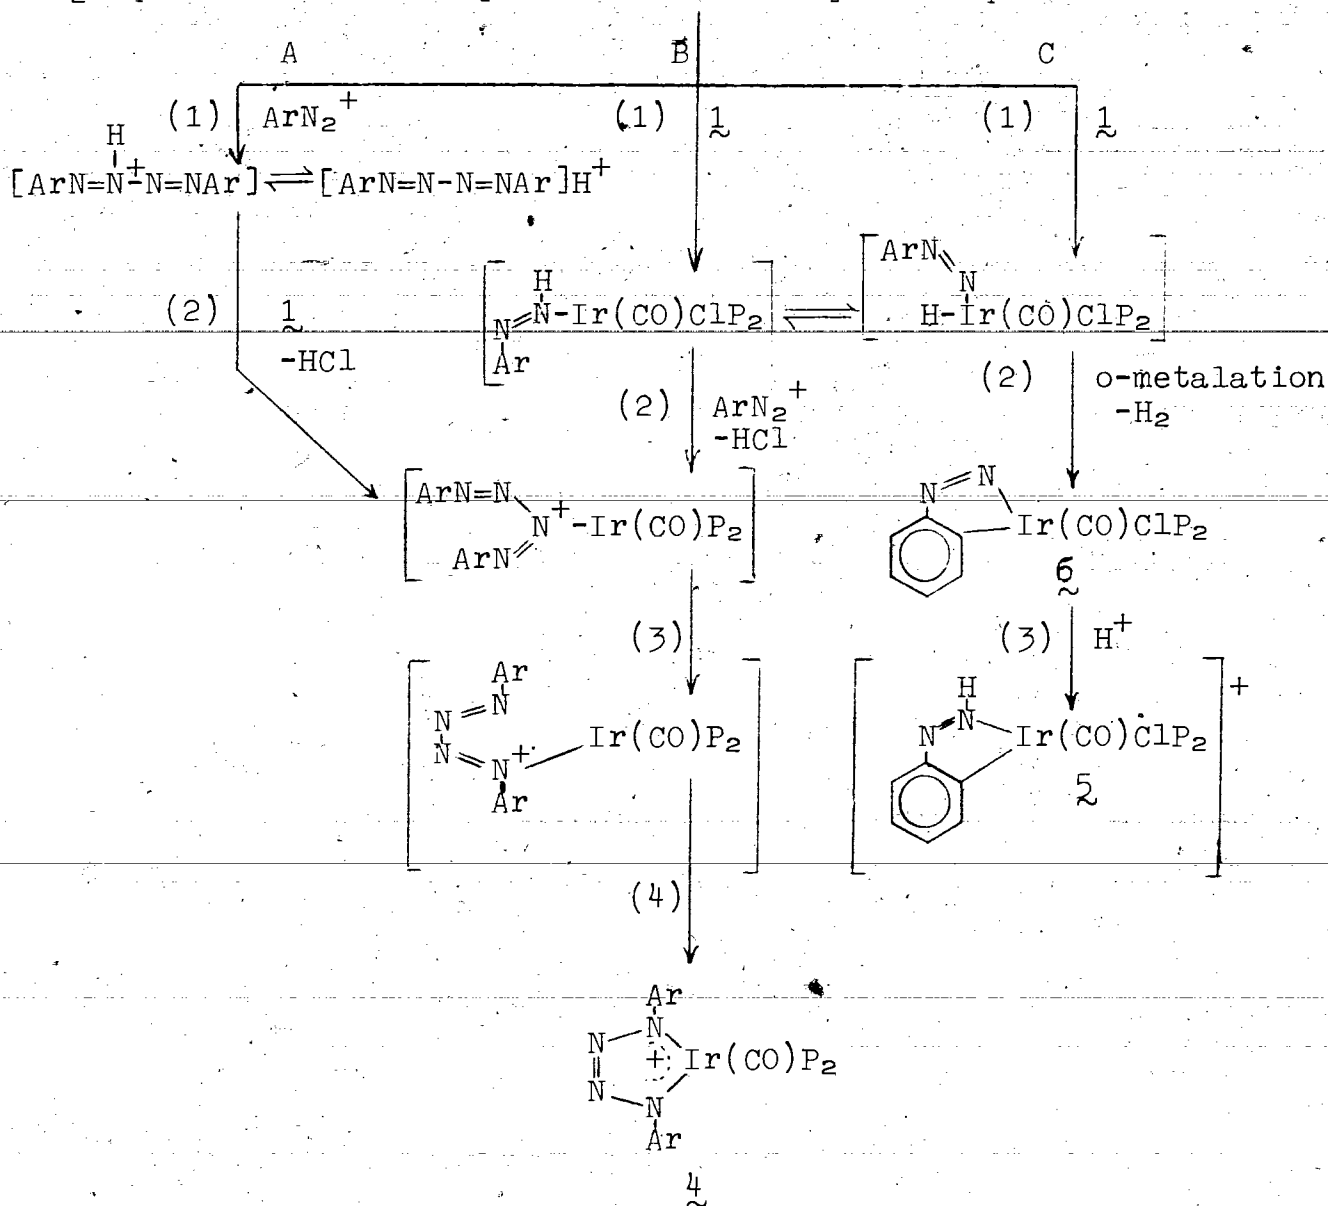 A B C
(1) ArN2+ (1) 1 (1) 1
H
[ArN=N+-N=NAr]⇌[ArN=N-N=NAr]H+
ArN
H N
(2) 1 N-Ir(CO)ClP2 ⇌ H-Ir(CO)ClP2
N
-HCl Ar (2) o-metalation
(2) ArN2+ -H2
-HCl
ArN=N N=N
N+-Ir(CO)P2 Ir(CO)ClP2
ArN 6
(3) (3) H+
Ar H +
N=N N=N
N=N+ Ir(CO)P2 Ir(CO)ClP2
Ar 5
(4)
Ar
N
N + Ir(CO)P2
N
N
Ar
4